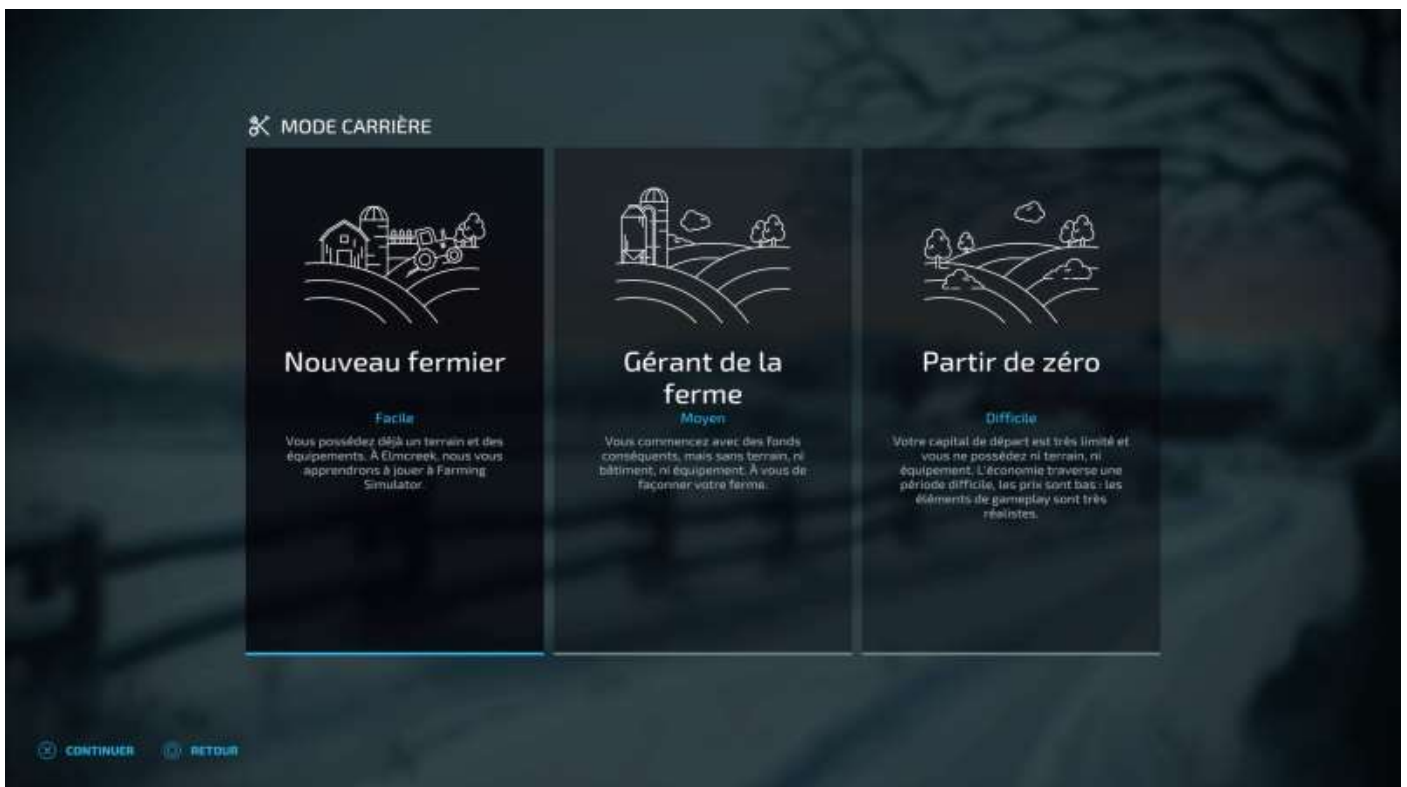 MODE CARRIÈRE
Nouveau fermier
Facile
Vous possédez déjà un terrain et des
équipements. À Elmcreek, nous vous
apprendrons à jouer à Farming
Simulator.
Gérant de la
ferme
Moyen
Vous commencez avec des fonds
conséquents, mais sans terrain, ni
bâtiment, ni équipement. À vous de
façonner votre ferme.
Partir de zéro
Difficile
Votre capital de départ est très limité et
vous ne possédez ni terrain, ni
équipement. L'économie traverse une
période difficile, les prix sont bas : les
éléments de gameplay sont très
réalistes.
CONTINUER
RETOUR